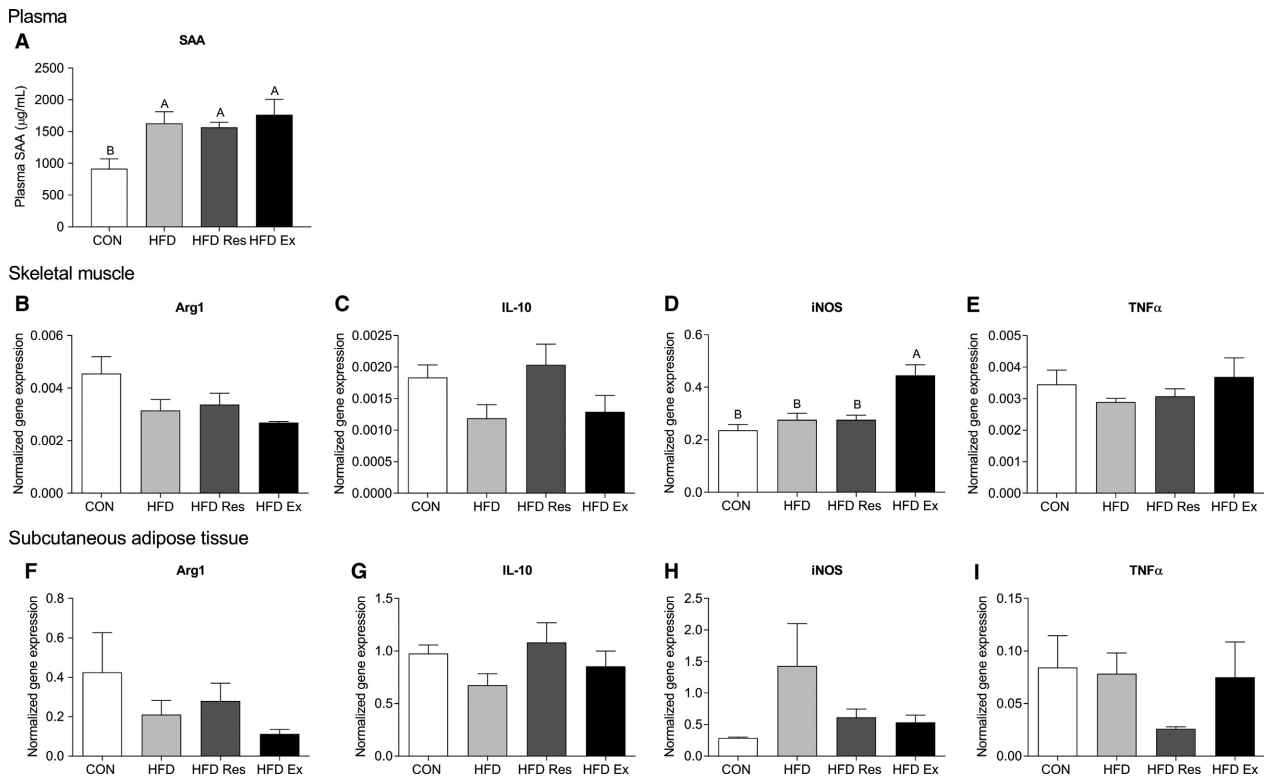 Plasma
A
SAA
Plasma SAA (µg/mL)
2500
2000
1500
1000
500
0
B
A
A
A
CON HFD HFD Res HFD Ex
Skeletal muscle
B
Arg1
Normalized gene expression
0.006
0.004
0.002
0.000
CON HFD HFD Res HFD Ex
C
IL-10
Normalized gene expression
0.0025
0.0020
0.0015
0.0010
0.0005
0.0000
CON HFD HFD Res HFD Ex
D
iNOS
Normalized gene expression
0.6
0.4
0.2
0.0
B
B
B
A
CON HFD HFD Res HFD Ex
E
TNFα
Normalized gene expression
0.005
0.004
0.003
0.002
0.001
0.000
CON HFD HFD Res HFD Ex
Subcutaneous adipose tissue
F
Arg1
Normalized gene expression
0.8
0.6
0.4
0.2
0.0
CON HFD HFD Res HFD Ex
G
IL-10
Normalized gene expression
1.5
1.0
0.5
0.0
CON HFD HFD Res HFD Ex
H
iNOS
Normalized gene expression
2.5
2.0
1.5
1.0
0.5
0.0
CON HFD HFD Res HFD Ex
I
TNFα
Normalized gene expression
0.15
0.10
0.05
0.00
CON HFD HFD Res HFD Ex